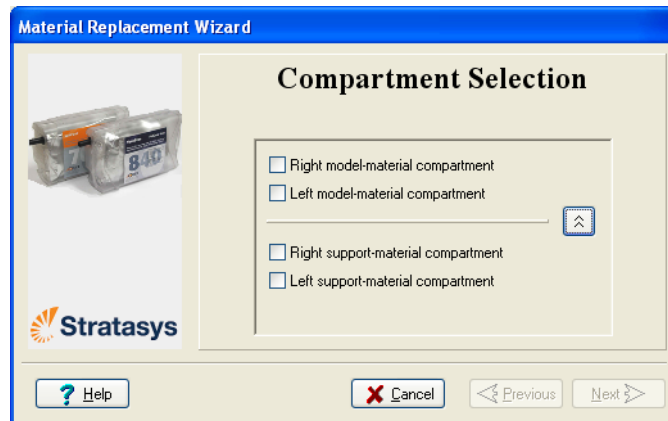 Material Replacement Wizard
Compartment Selection
Right model-material compartment
Left model-material compartment
Right support-material compartment
Left support-material compartment
840
Stratasys
Help
Cancel
Previous
Next